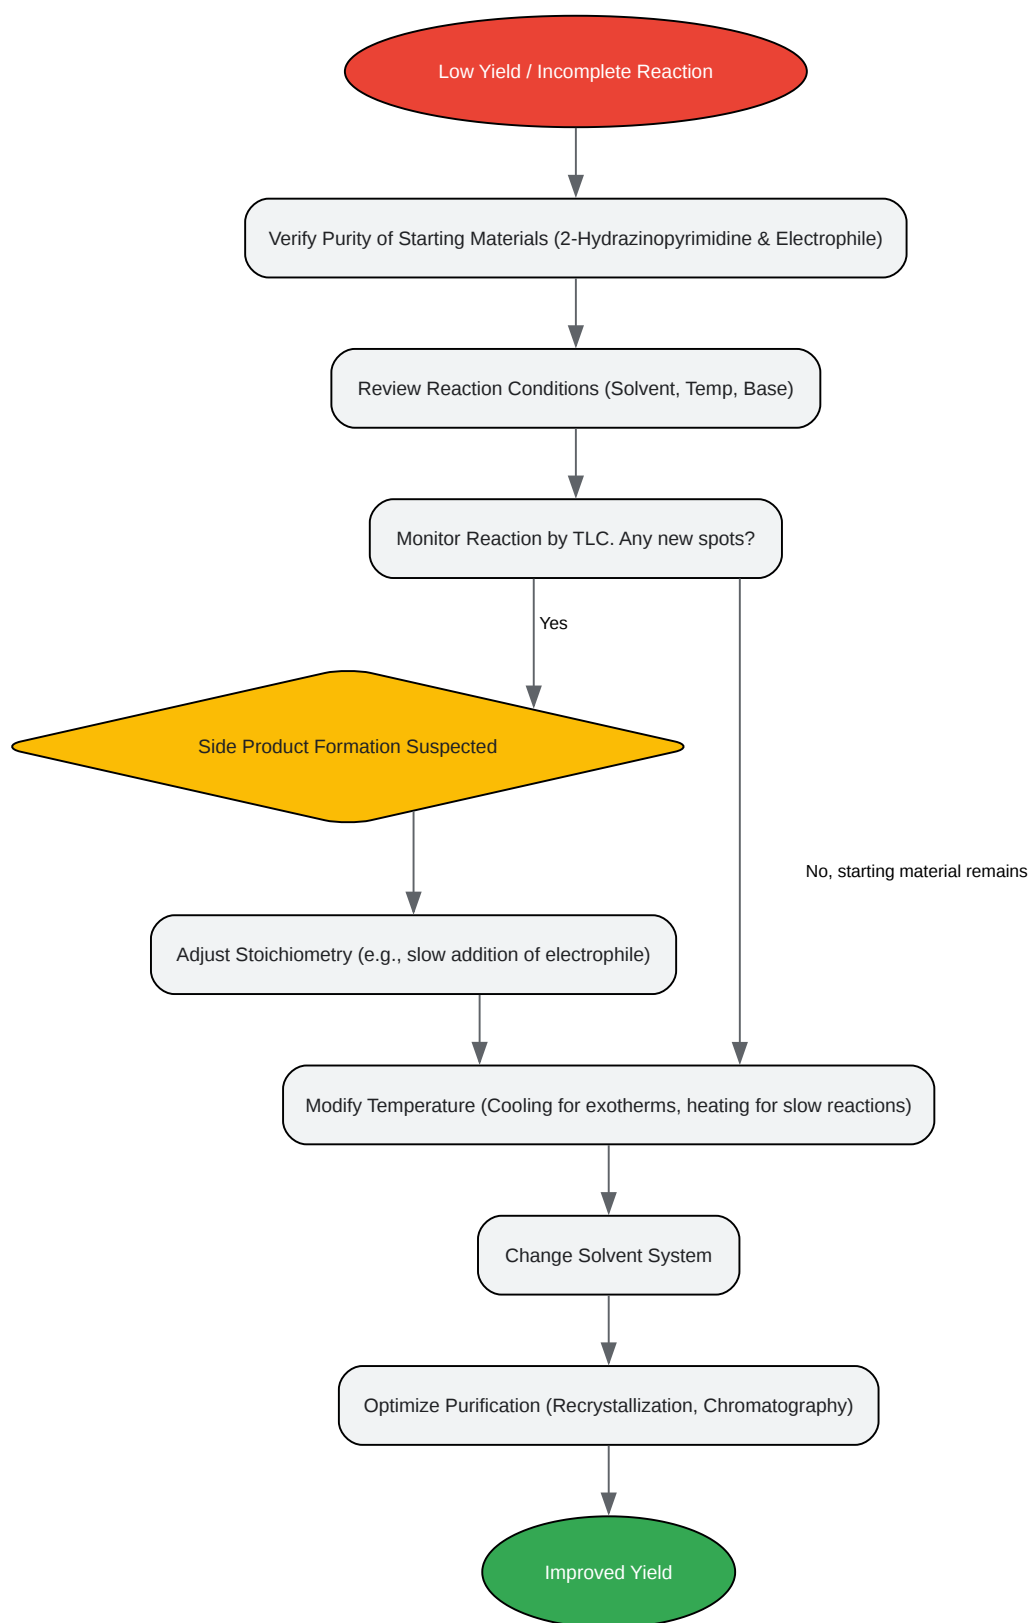 Low Yield / Incomplete Reaction
Verify Purity of Starting Materials (2-Hydrazinopyrimidine & Electrophile)
Review Reaction Conditions (Solvent, Temp, Base)
Monitor Reaction by TLC. Any new spots?
Yes
Side Product Formation Suspected
No, starting material remains
Adjust Stoichiometry (e.g., slow addition of electrophile)
Modify Temperature (Cooling for exotherms, heating for slow reactions)
Change Solvent System
Optimize Purification (Recrystallization, Chromatography)
Improved Yield